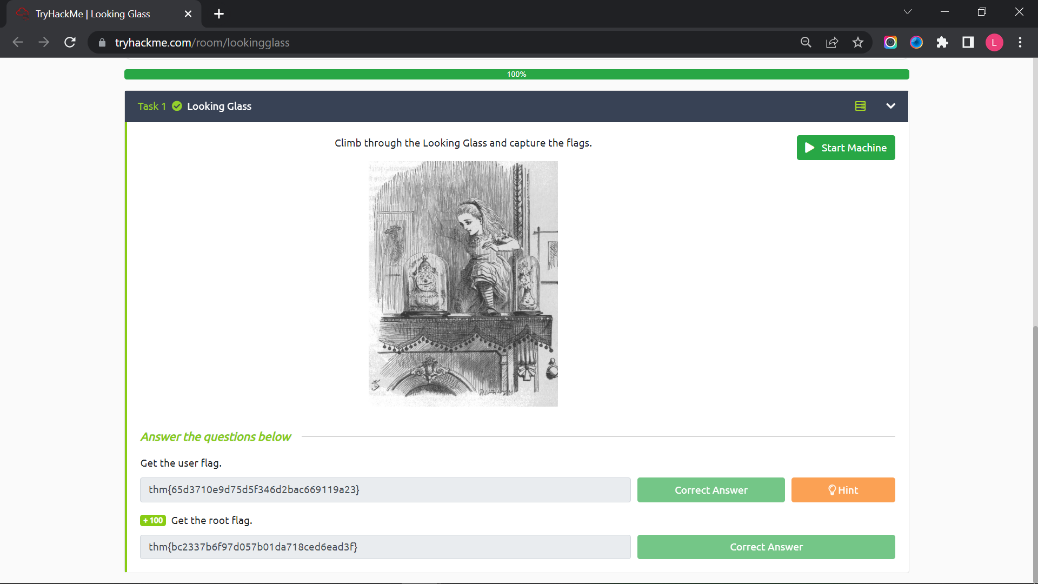 TryHackMe | Looking Glass
tryhackme.com/room/lookingglass
L
100%
Task 1 Looking Glass
Climb through the Looking Glass and capture the flags.
Start Machine
Answer the questions below
Get the user flag.
thm{65d3710e9d75d5f346d2bac669119a23}
Correct Answer
Hint
+100 Get the root flag.
thm{bc2337b6f97d057b01da718ced6ead3f}
Correct Answer